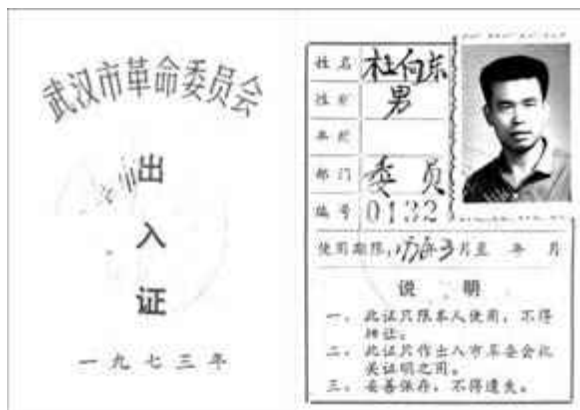 武汉市革命委员会
出
入
证
一九七三年
姓名 杜向东
性别 男
年龄
部门 委员
编号 0132
使用期限 月至 年 月
说 明
一、此证只限本人使用，不得
转让。
二、此证只作出入市革委会机
关证明之用。
三、妥善保存，不得遗失。